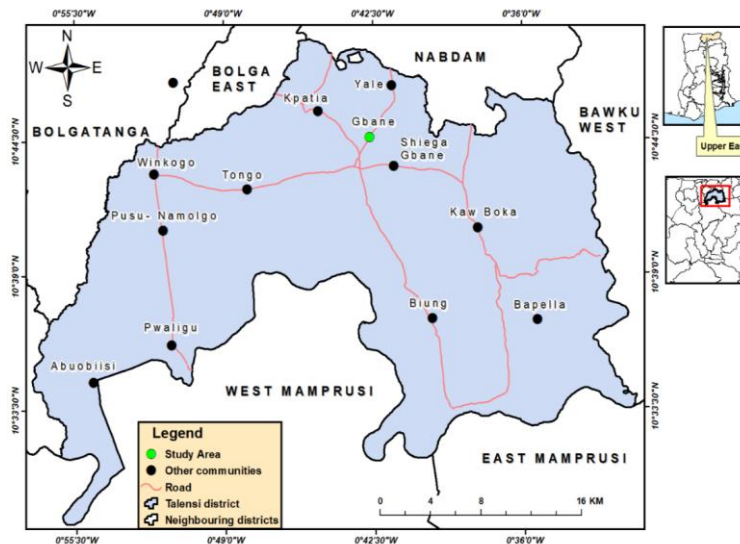 0°55'30"W
0°49'0"W
0°42'30"W
0°36'0"W
N
W E
S
NABDAM
BOLGA
EAST
Yale
Kpatia
BAWKU
WEST
BOLGATANGA
Gbane
Shiega
Gbane
Upper Ea
Winkogo
Tongo
Pusu- Namolgo
Kaw Boka
Biung
Bapella
Pwaligu
Abuobiisi
WEST MAMPRUSI
EAST MAMPRUSI
Legend
Study Area
Other communities
Road
Talensi district
Neighbouring districts
0 4 8 16 KM
0°55'30"W
0°49'0"W
0°42'30"W
0°36'0"W